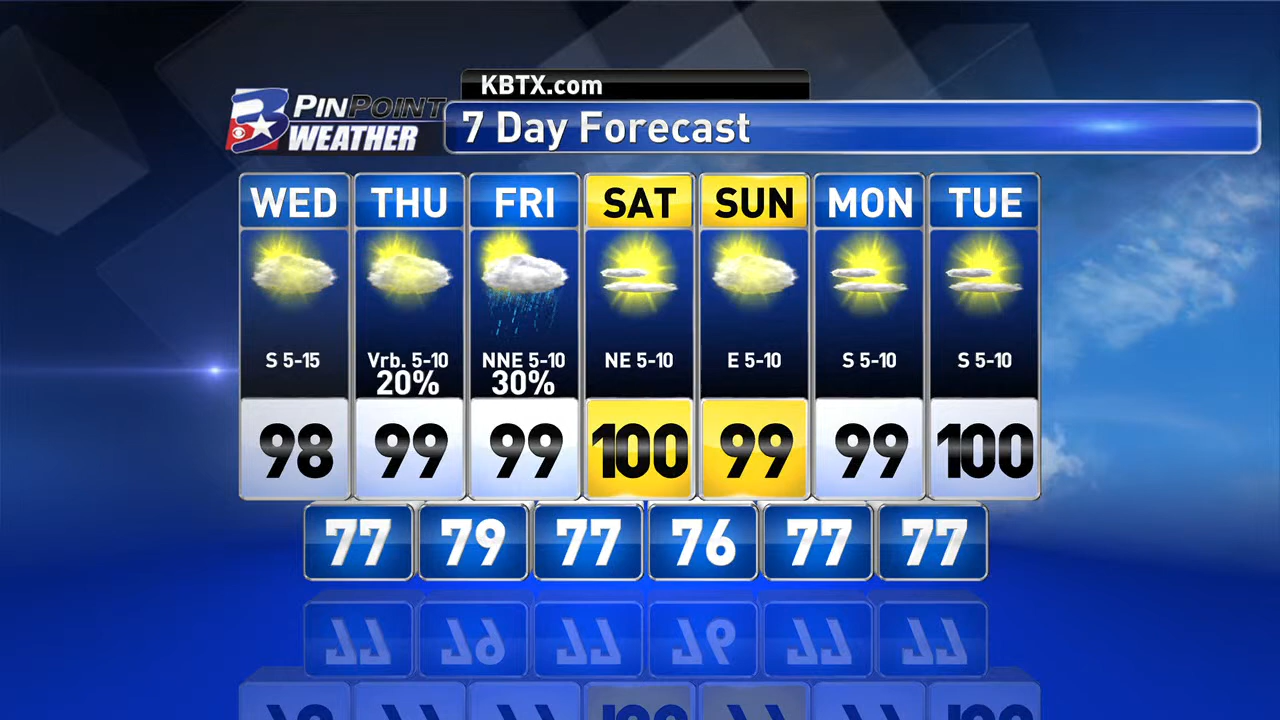 KBTX.com
3 PINPOINT
WEATHER
7 Day Forecast
WED THU FRI SAT SUN MON TUE
S 5-15 Vrb. 5-10 NNE 5-10 NE 5-10 E 5-10 S 5-10 S 5-10
20% 30%
98 99 99 100 99 99 100
77 79 77 76 77 77